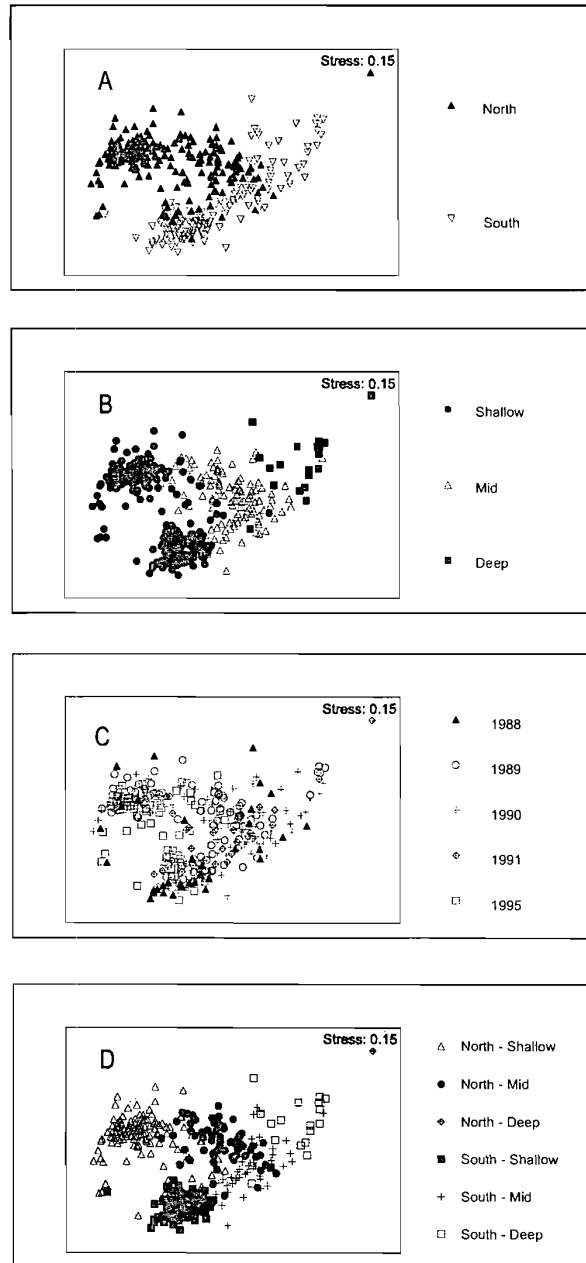 Stress: 0.15
A
North
South
Stress: 0.15
B
Shallow
Mid
Deep
Stress: 0.15
C
1988
1989
1990
1991
1995
Stress: 0.15
D
North - Shallow
North - Mid
North - Deep
South - Shallow
South - Mid
South - Deep